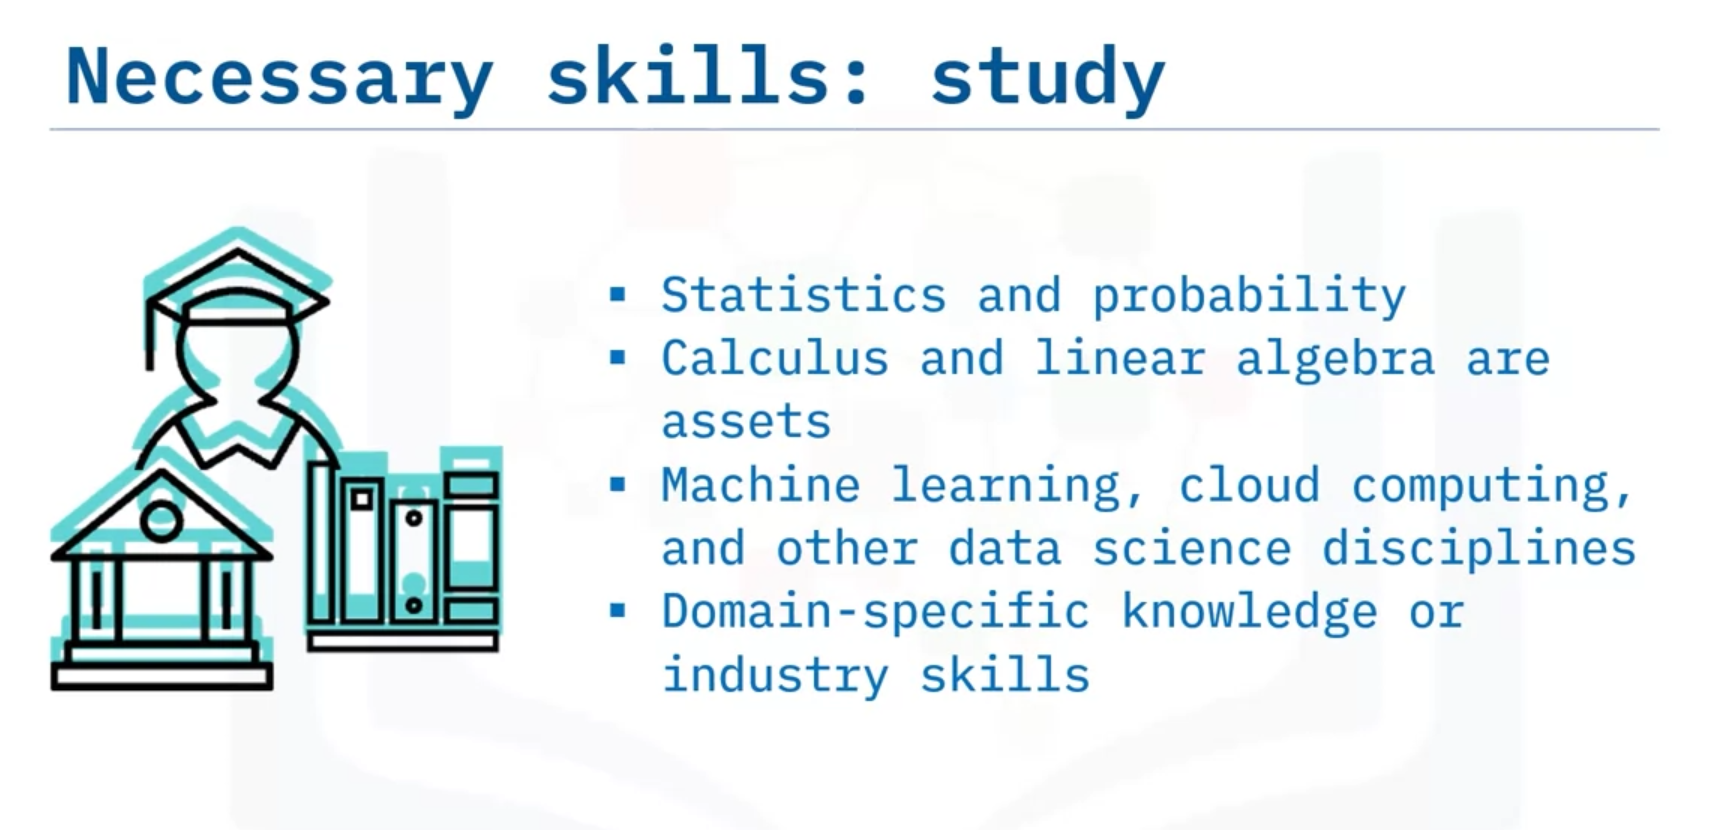 Necessary skills: study
▪ Statistics and probability
▪ Calculus and linear algebra are
assets
▪ Machine learning, cloud computing,
and other data science disciplines
▪ Domain-specific knowledge or
industry skills